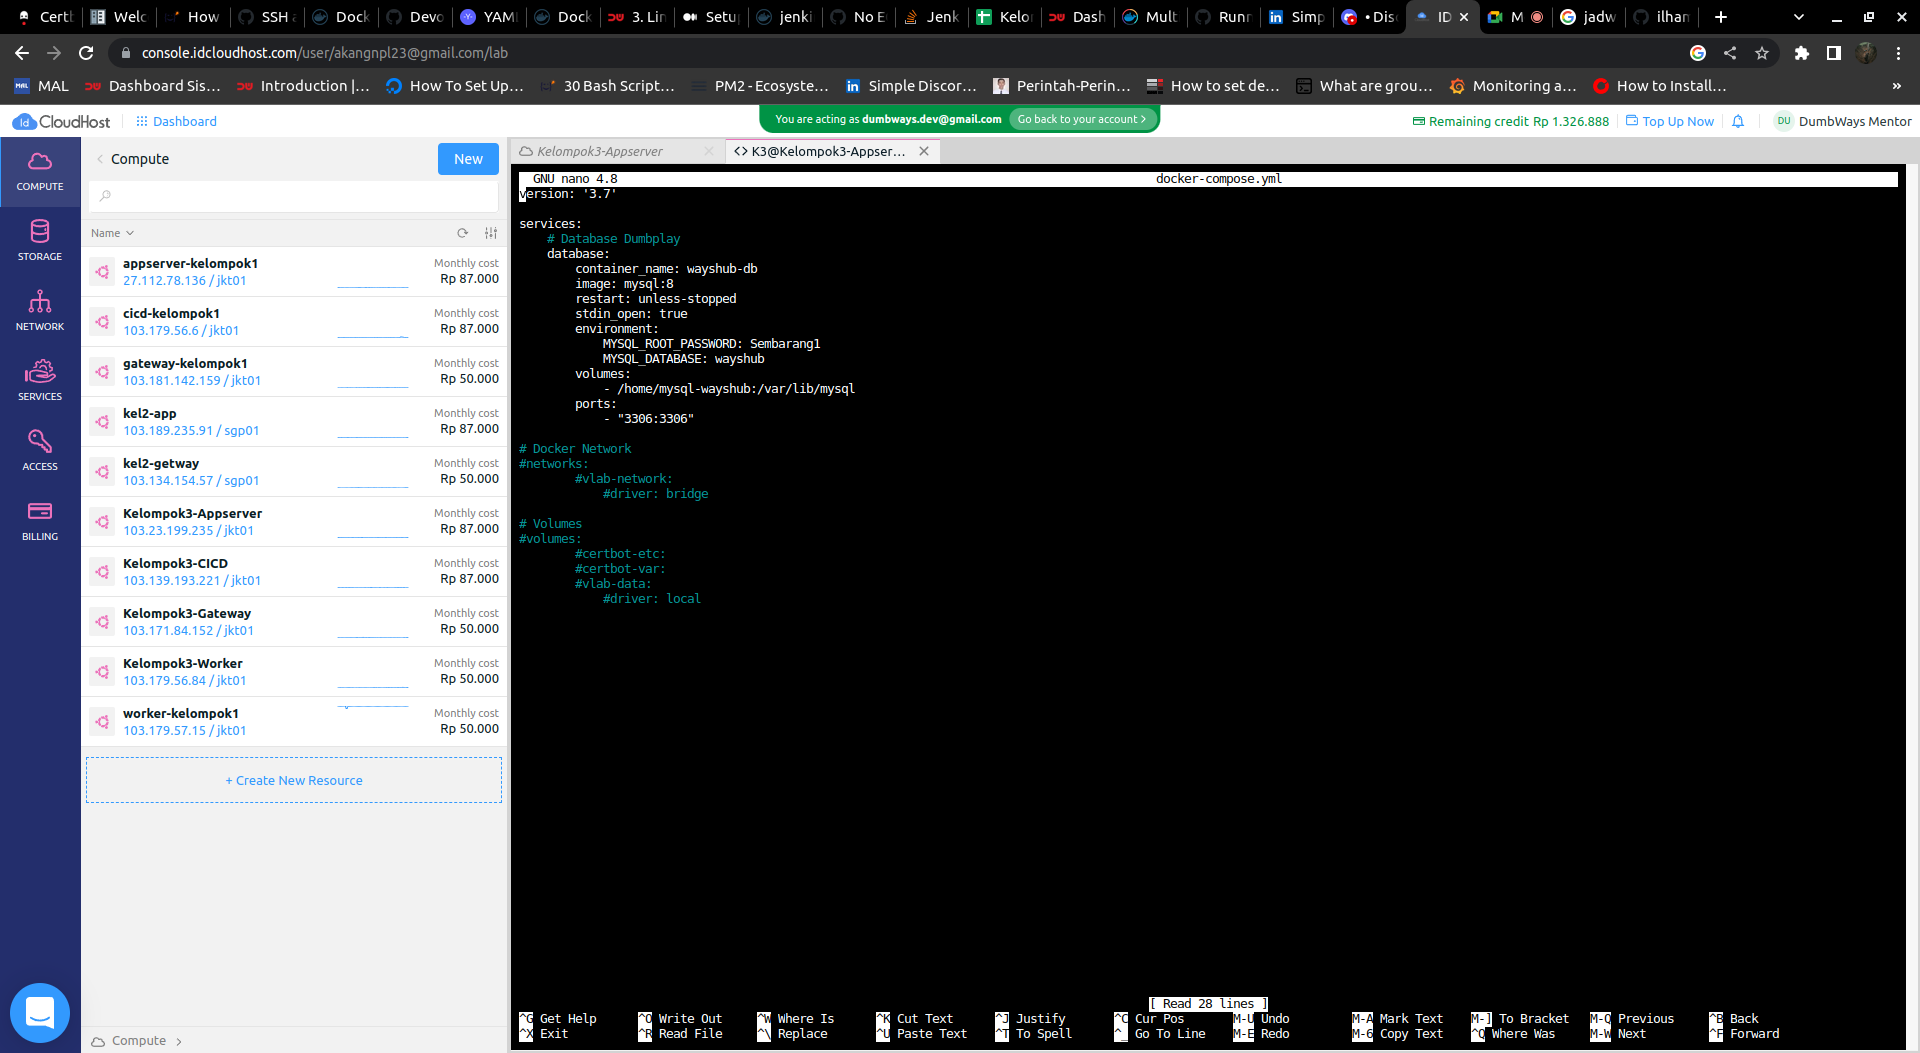 Certb
Welc
How
SSH a
Dock
Devo
YAM
Dock
3. Lin
Setup
jenki
No E
Jenk
Kelo
Dash
Mult
Runn
Simp
• Disc
ID
M
jadw
ilham
console.idcloudhost.com/user/akangnpl23@gmail.com/lab
MAL
Dashboard Sis...
Introduction |...
How To Set Up...
30 Bash Script...
PM2 - Ecosyste...
Simple Discor...
Perintah-Perin...
How to set de...
What are grou...
Monitoring a...
How to Install...
»
Id CloudHost
Dashboard
You are acting as dumbways.dev@gmail.com
Go back to your account >
Remaining credit Rp 1.326.888
Top Up Now
DU
DumbWays Mentor
COMPUTE
STORAGE
NETWORK
SERVICES
ACCESS
BILLING
Compute
New
Name
appserver-kelompok1
27.112.78.136 / jkt01
Monthly cost
Rp 87.000
cicd-kelompok1
103.179.56.6 / jkt01
Monthly cost
Rp 87.000
gateway-kelompok1
103.181.142.159 / jkt01
Monthly cost
Rp 50.000
kel2-app
103.189.235.91 / sgp01
Monthly cost
Rp 87.000
kel2-getway
103.134.154.57 / sgp01
Monthly cost
Rp 50.000
Kelompok3-Appserver
103.23.199.235 / jkt01
Monthly cost
Rp 87.000
Kelompok3-CICD
103.139.193.221 / jkt01
Monthly cost
Rp 87.000
Kelompok3-Gateway
103.171.84.152 / jkt01
Monthly cost
Rp 50.000
Kelompok3-Worker
103.179.56.84 / jkt01
Monthly cost
Rp 50.000
worker-kelompok1
103.179.57.15 / jkt01
Monthly cost
Rp 50.000
+ Create New Resource
Compute >
Kelompok3-Appserver
<> K3@Kelompok3-Appser...
GNU nano 4.8 docker-compose.yml
version: '3.7'
services:
# Database Dumbplay
database:
container_name: wayshub-db
image: mysql:8
restart: unless-stopped
stdin_open: true
environment:
MYSQL_ROOT_PASSWORD: Sembarang1
MYSQL_DATABASE: wayshub
volumes:
- /home/mysql-wayshub:/var/lib/mysql
ports:
- "3306:3306"
# Docker Network
#networks:
#vlab-network:
#driver: bridge
# Volumes
#volumes:
#certbot-etc:
#certbot-var:
#vlab-data:
#driver: local
[ Read 28 lines ]
^G Get Help ^O Write Out ^W Where Is ^K Cut Text ^J Justify ^C Cur Pos M-U Undo M-A Mark Text M-] To Bracket M-Q Previous ^B Back
^X Exit ^R Read File ^\ Replace ^U Paste Text ^T To Spell ^_ Go To Line M-E Redo M-6 Copy Text ^Q Where Was M-W Next ^F Forward